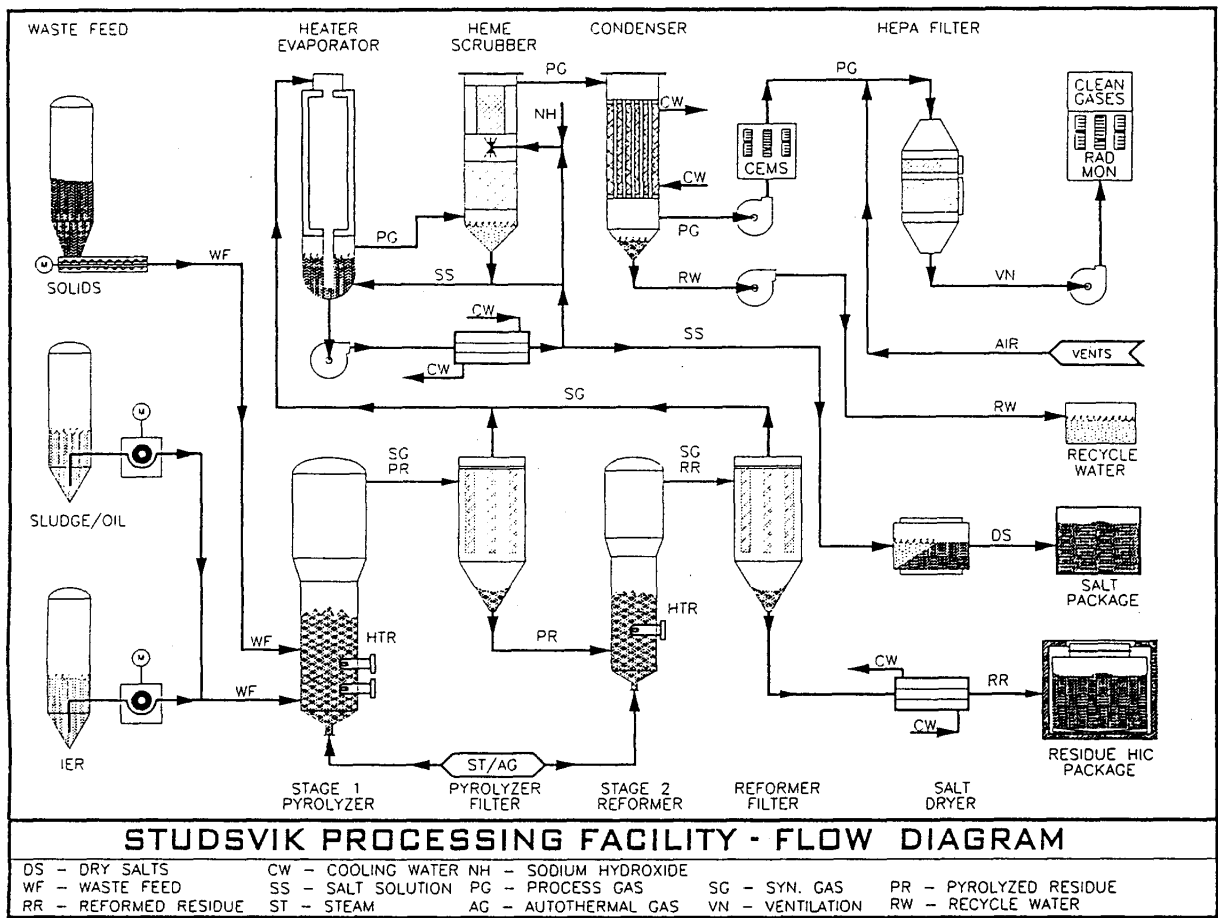 WASTE FEED
HEATER
EVAPORATOR
HEME
SCRUBBER
CONDENSER
HEPA FILTER
PG
PG
CLEAN
GASES
RAD
MON
CW
NH
CEMS
CW
WF
PG
PG
M
SOLIDS
SS
RW
VN
CW
SS
AIR
VENTS
CW
SG
RW
M
SG
PR
SG
RR
RECYCLE
WATER
SLUDGE/OIL
DS
SALT
PACKAGE
HTR
M
WF
HTR
PR
CW
WF
RR
CW
IER
ST/AG
RESIDUE HIC
PACKAGE
STAGE 1
PYROLYZER
PYROLYZER
FILTER
STAGE 2
REFORMER
REFORMER
FILTER
SALT
DRYER
STUDSVIK PROCESSING FACILITY - FLOW DIAGRAM
DS - DRY SALTS CW - COOLING WATER NH - SODIUM HYDROXIDE
WF - WASTE FEED SS - SALT SOLUTION PG - PROCESS GAS SG - SYN. GAS PR - PYROLYZED RESIDUE
RR - REFORMED RESIDUE ST - STEAM AG - AUTOTHERMAL GAS VN - VENTILATION RW - RECYCLE WATER